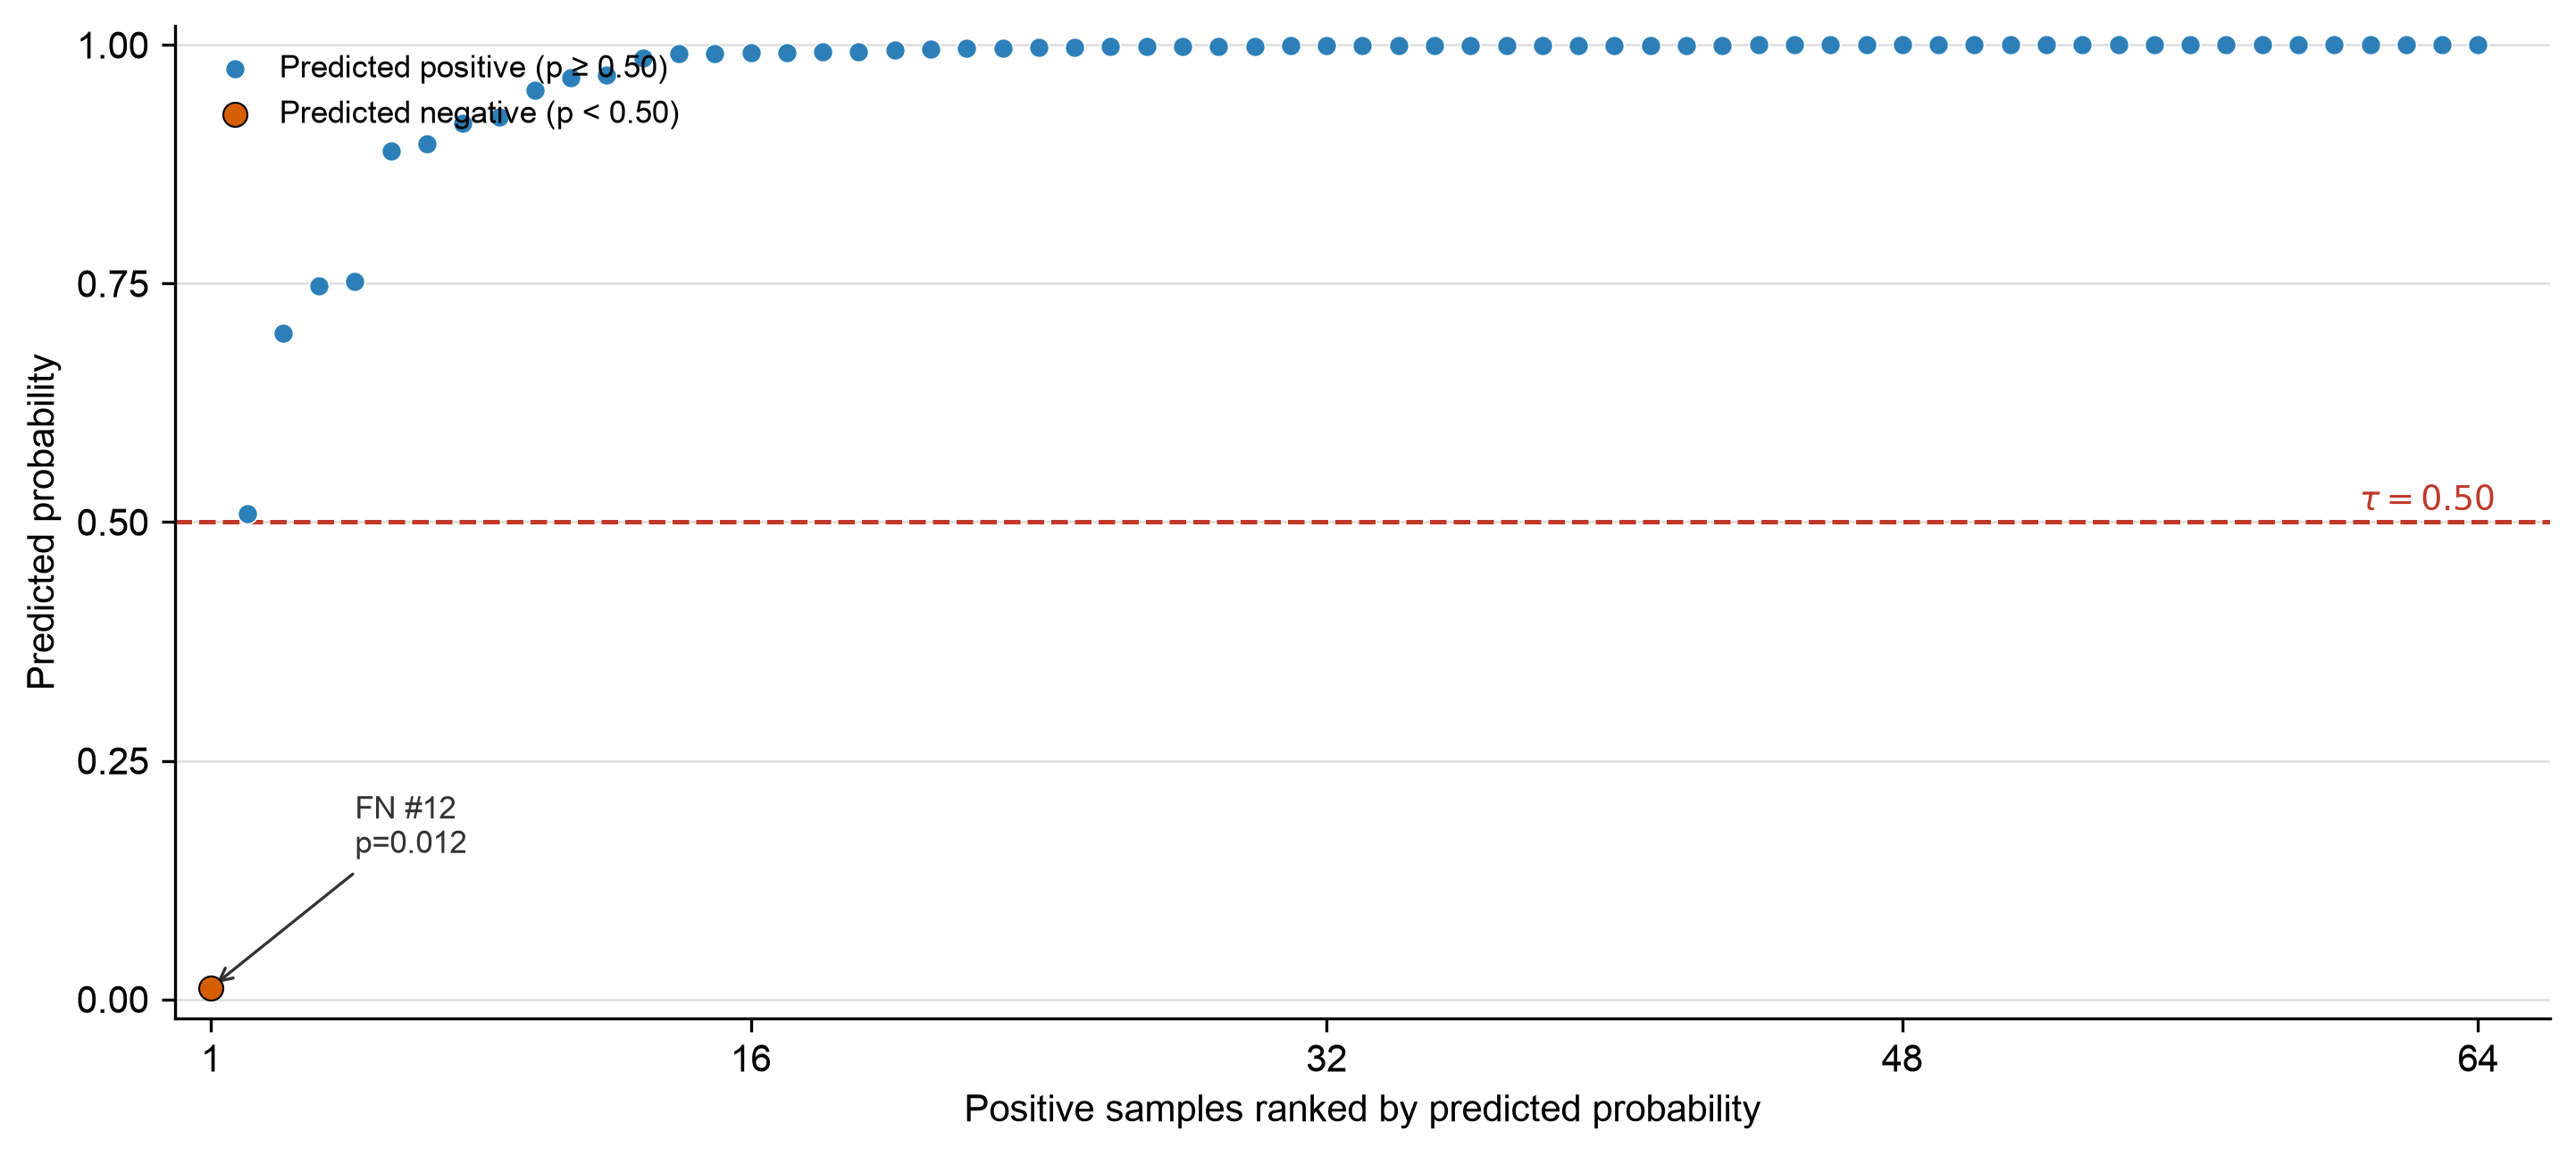 1.00
Predicted positive (p ≥ 0.50)
Predicted negative (p < 0.50)
0.75
τ = 0.50
0.50
0.25
FN #12
p=0.012
0.00
Predicted probability
1 16 32 48 64
Positive samples ranked by predicted probability